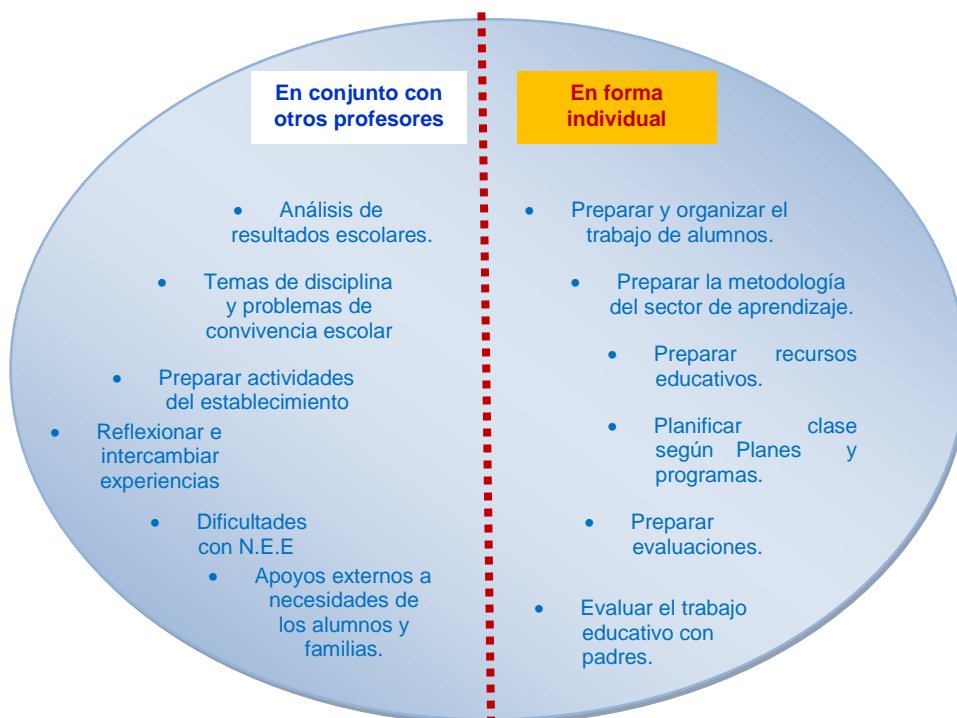 En conjunto con
otros profesores
• Análisis de
resultados escolares.
• Temas de disciplina
y problemas de
convivencia escolar
• Preparar actividades
del establecimiento
• Reflexionar e
intercambiar
experiencias
• Dificultades
con N.E.E
• Apoyos externos a
necesidades de
los alumnos y
familias.
En forma
individual
• Preparar y organizar el
trabajo de alumnos.
• Preparar la metodología
del sector de aprendizaje.
• Preparar recursos
educativos.
• Planificar clase
según Planes y
programas.
• Preparar
evaluaciones.
• Evaluar el trabajo
educativo con
padres.